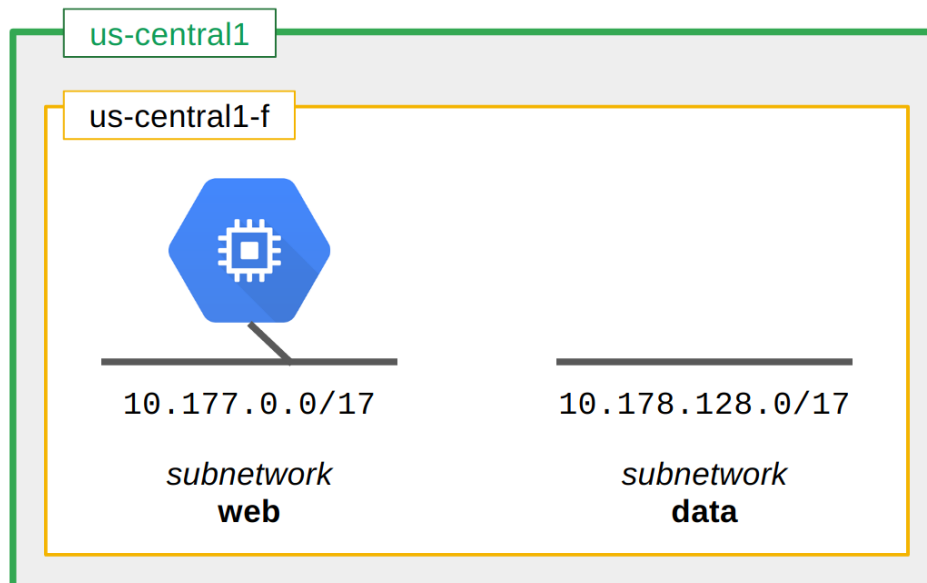 us-central1
us-central1-f
10.177.0.0/17
10.178.128.0/17
subnetwork
web
subnetwork
data